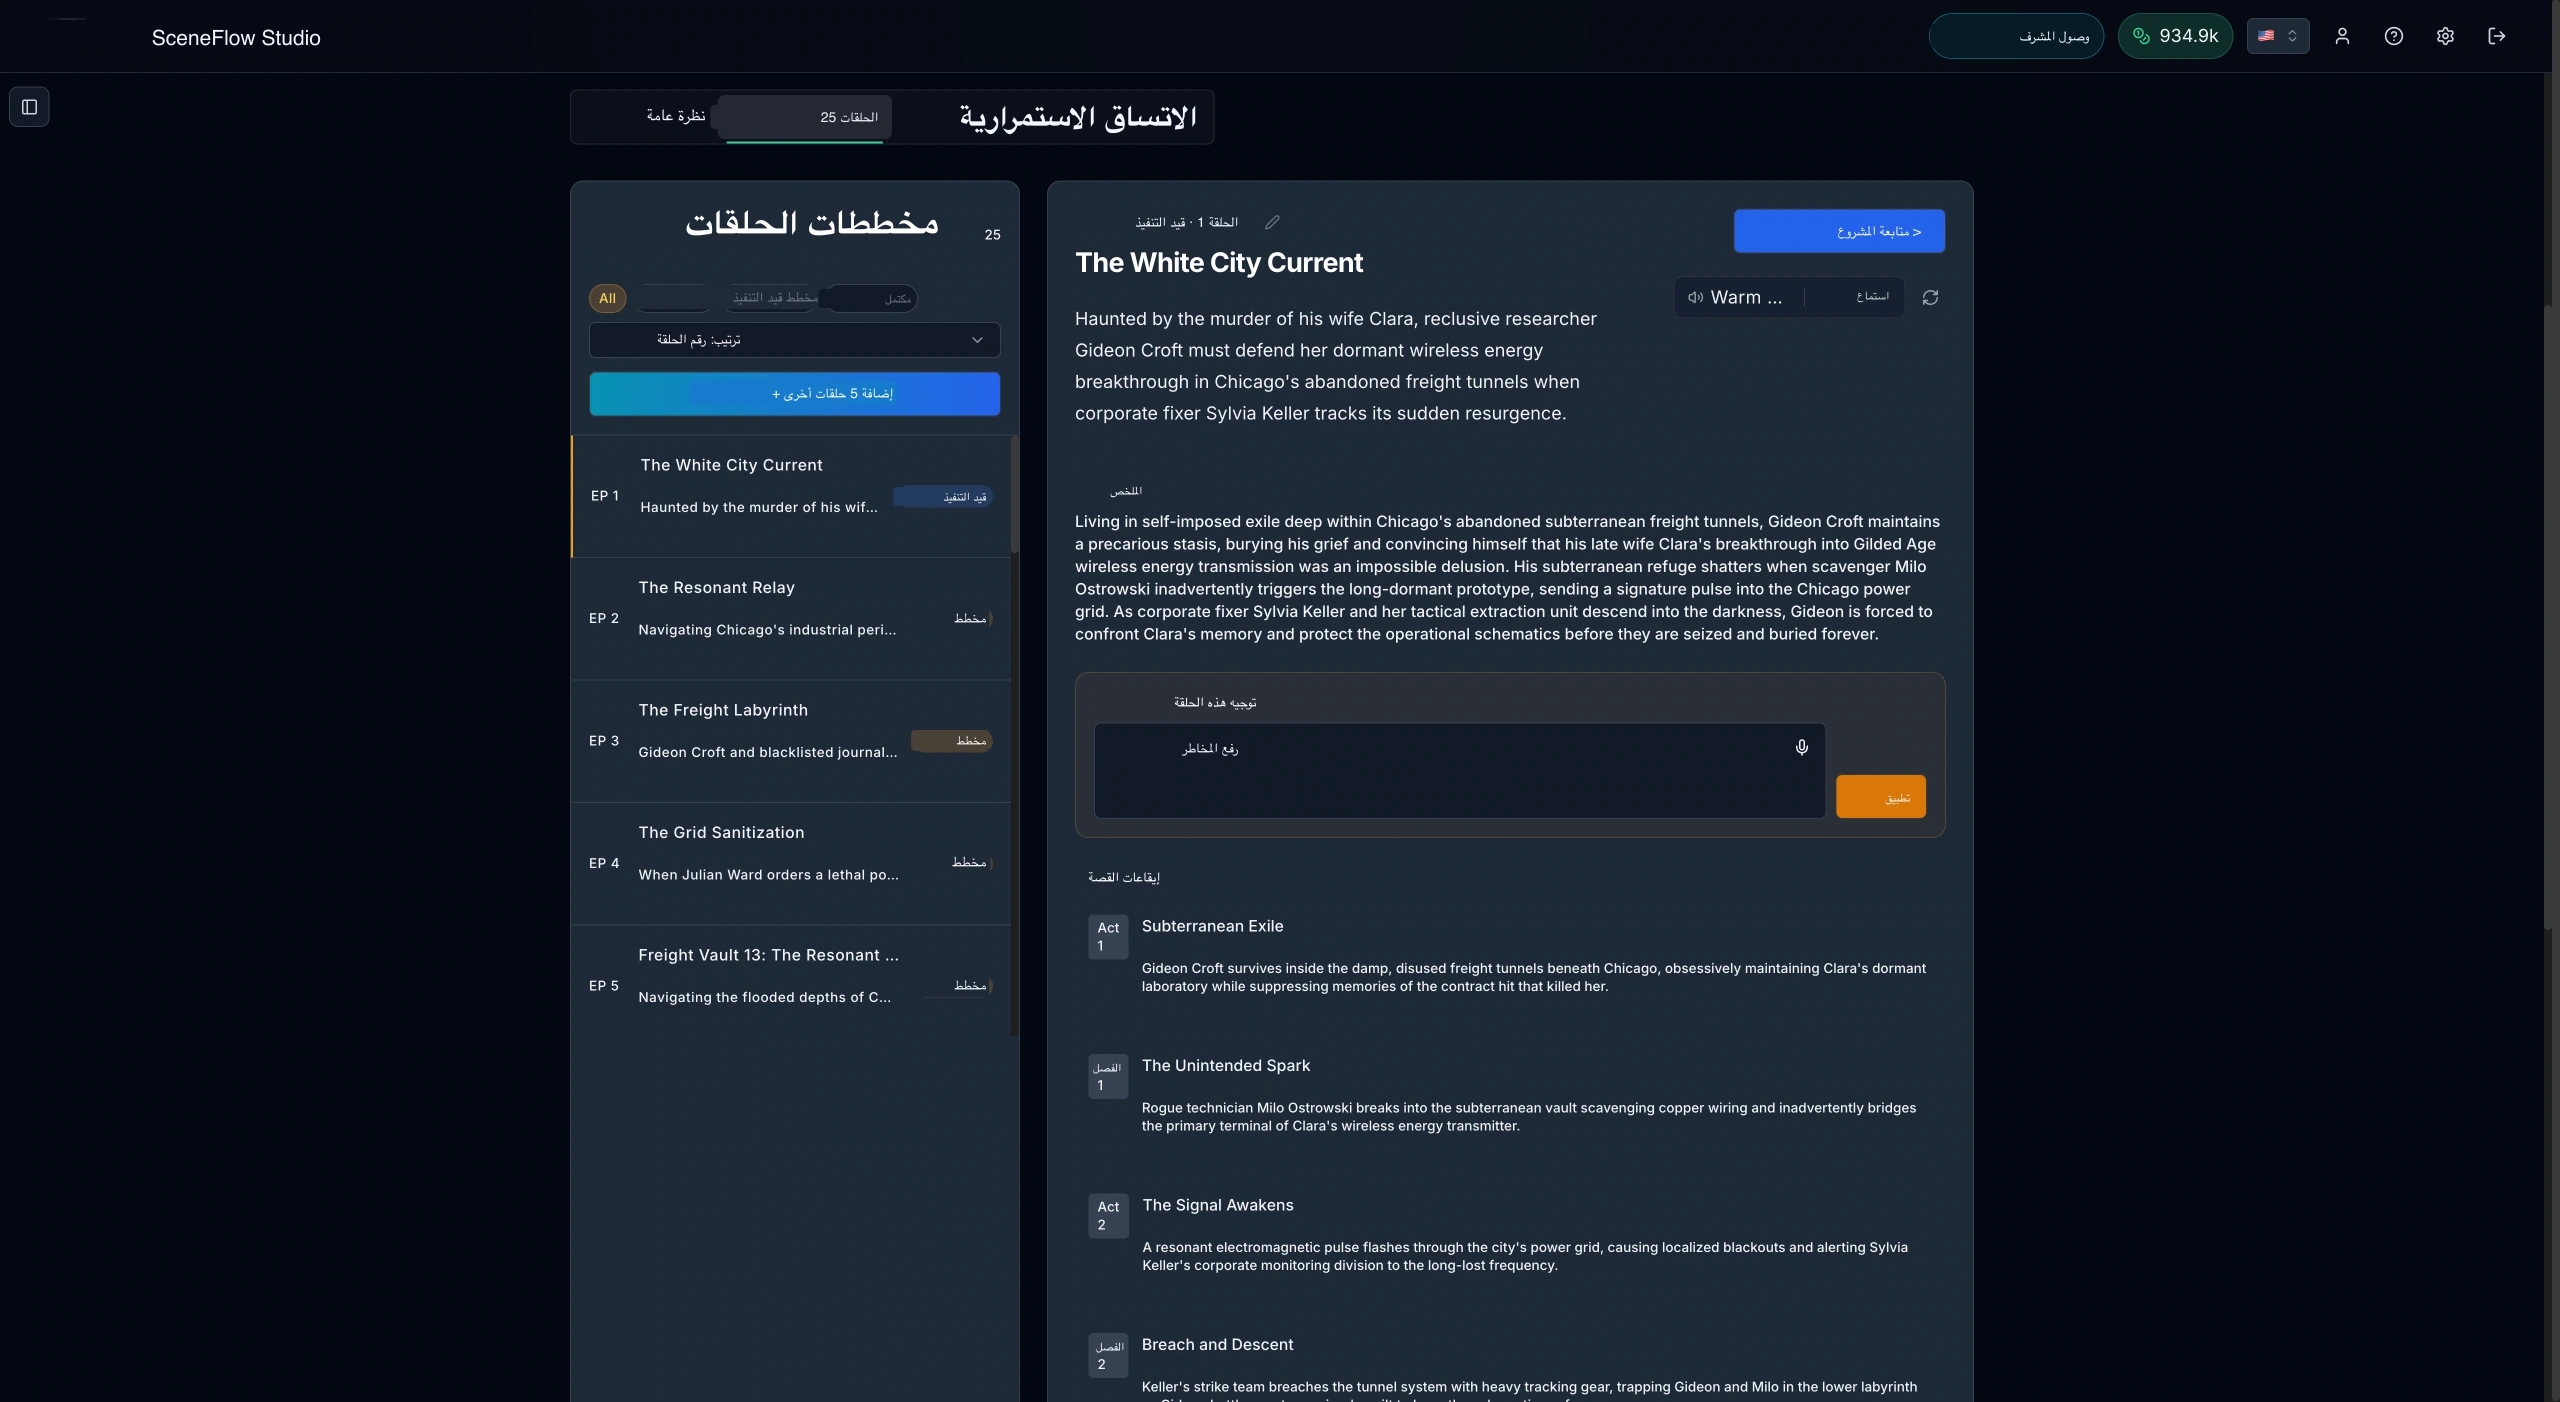 SceneFlow Studio
وصول المشرف
934.9k
نظرة عامة
الحلقات 25
الاتساق الاستمرارية
مخططات الحلقات
25
All
مخطط قيد التنفيذ
مكتمل
ترتيب: رقم الحلقة
إضافة 5 حلقات أخرى +
EP 1
The White City Current
Haunted by the murder of his wif...
قيد التنفيذ
EP 2
The Resonant Relay
Navigating Chicago's industrial peri...
مخطط
EP 3
The Freight Labyrinth
Gideon Croft and blacklisted journal...
مخطط
EP 4
The Grid Sanitization
When Julian Ward orders a lethal po...
مخطط
EP 5
Freight Vault 13: The Resonant ...
Navigating the flooded depths of C...
مخطط
الحلقة 1 · قيد التنفيذ
The White City Current
متابعة المشروع >
Warm ...
استماع
Haunted by the murder of his wife Clara, reclusive researcher
Gideon Croft must defend her dormant wireless energy
breakthrough in Chicago's abandoned freight tunnels when
corporate fixer Sylvia Keller tracks its sudden resurgence.
الملخص
Living in self-imposed exile deep within Chicago's abandoned subterranean freight tunnels, Gideon Croft maintains
a precarious stasis, burying his grief and convincing himself that his late wife Clara's breakthrough into Gilded Age
wireless energy transmission was an impossible delusion. His subterranean refuge shatters when scavenger Milo
Ostrowski inadvertently triggers the long-dormant prototype, sending a signature pulse into the Chicago power
grid. As corporate fixer Sylvia Keller and her tactical extraction unit descend into the darkness, Gideon is forced to
confront Clara's memory and protect the operational schematics before they are seized and buried forever.
توجيه هذه الحلقة
رفع المخاطر
تطبيق
إيقاعات القصة
Act
1
Subterranean Exile
Gideon Croft survives inside the damp, disused freight tunnels beneath Chicago, obsessively maintaining Clara's dormant
laboratory while suppressing memories of the contract hit that killed her.
الفصل
1
The Unintended Spark
Rogue technician Milo Ostrowski breaks into the subterranean vault scavenging copper wiring and inadvertently bridges
the primary terminal of Clara's wireless energy transmitter.
Act
2
The Signal Awakens
A resonant electromagnetic pulse flashes through the city's power grid, causing localized blackouts and alerting Sylvia
Keller's corporate monitoring division to the long-lost frequency.
الفصل
2
Breach and Descent
Keller's strike team breaches the tunnel system with heavy tracking gear, trapping Gideon and Milo in the lower labyrinth